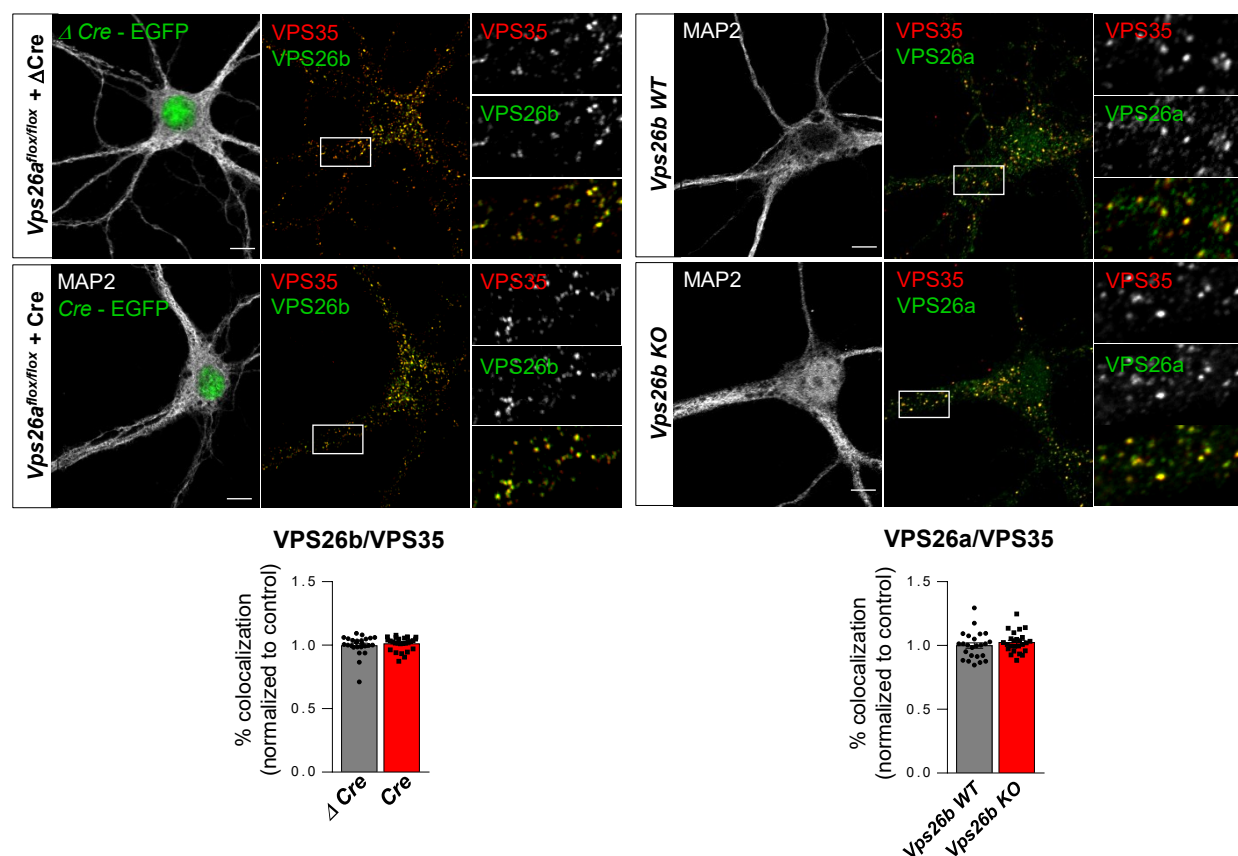 Vps26a^flox/flox + ΔCre
Δ Cre - EGFP
VPS35
VPS26b
VPS35
VPS26b
Vps26a^flox/flox + Cre
MAP2
Cre - EGFP
VPS35
VPS26b
VPS35
VPS26b
Vps26b WT
MAP2
VPS35
VPS26a
VPS35
VPS26a
Vps26b KO
MAP2
VPS35
VPS26a
VPS35
VPS26a
VPS26b/VPS35
% colocalization
(normalized to control)
1.5
1.0
0.5
0.0
Δ Cre
Cre
VPS26a/VPS35
% colocalization
(normalized to control)
1.5
1.0
0.5
0.0
Vps26b WT
Vps26b KO